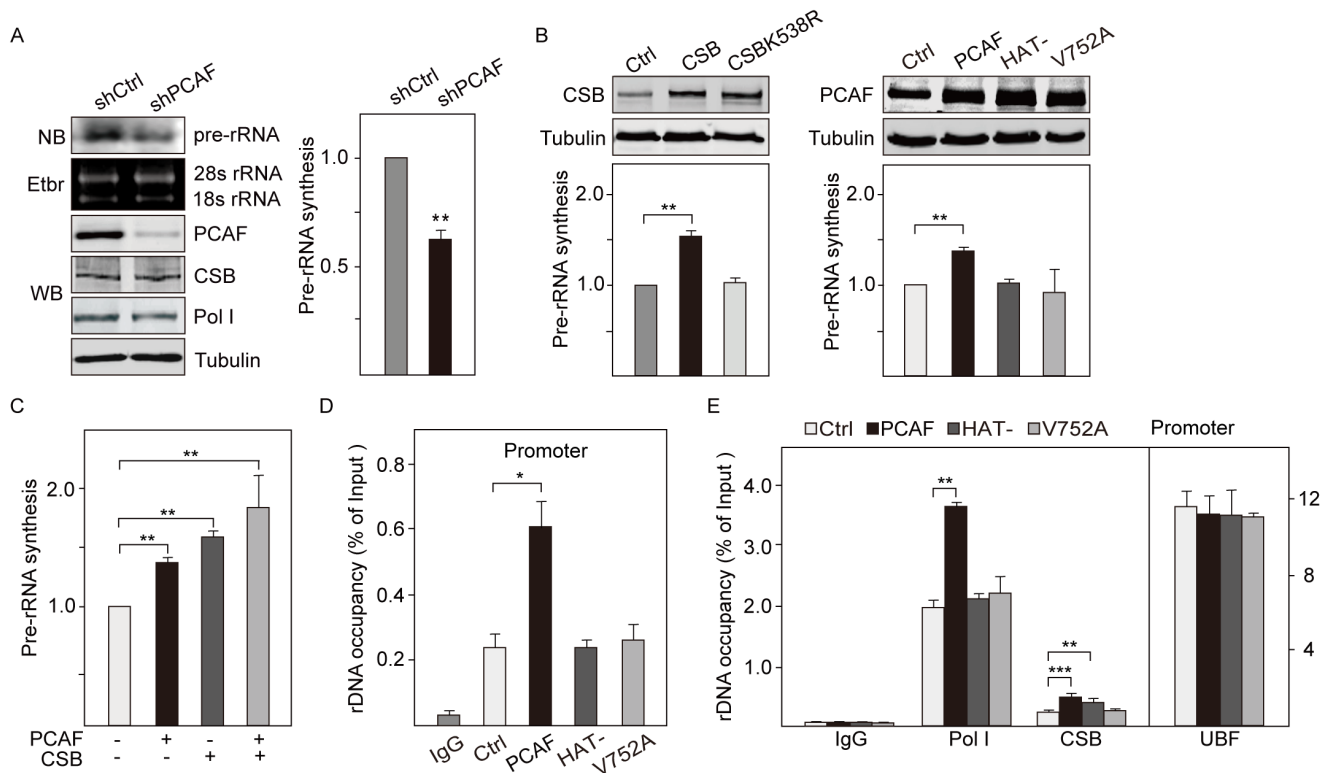 A
shCtrl
shPCAF
NB
pre-rRNA
Etbr
28s rRNA
18s rRNA
PCAF
WB
CSB
Pol I
Tubulin
shCtrl
shPCAF
Pre-rRNA synthesis
1.0
0.5
**
B
Ctrl
CSB
CSBK538R
CSB
Tubulin
Pre-rRNA synthesis
2.0
1.0
**
Ctrl
PCAF
HAT-
V752A
PCAF
Tubulin
Pre-rRNA synthesis
2.0
1.0
**
C
Pre-rRNA synthesis
2.0
1.0
**
**
**
PCAF - + - +
CSB - - + +
D
Promoter
rDNA occupancy (% of Input)
0.8
0.6
0.4
0.2
*
IgG
Ctrl
PCAF
HAT-
V752A
E
Ctrl PCAF HAT- V752A Promoter
rDNA occupancy (% of Input )
4.0
3.0
2.0
1.0
**
**
***
12
8
4
IgG Pol I CSB UBF